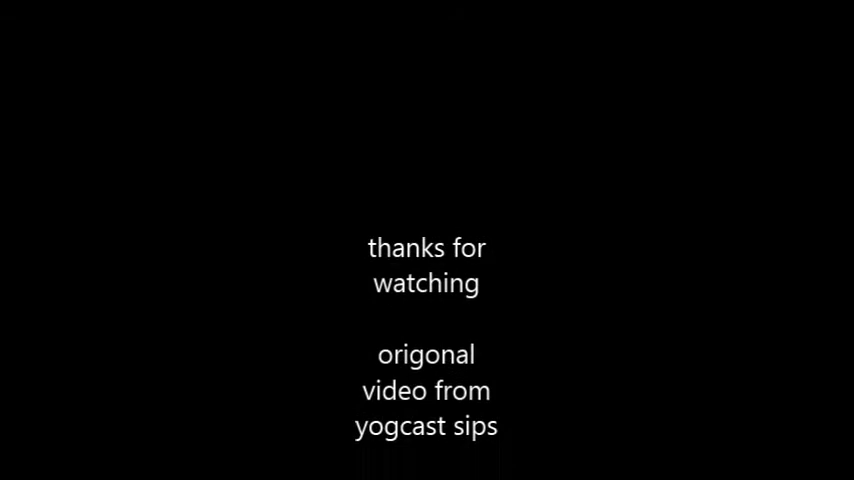 thanks for
watching
origonal
video from
yogcast sips